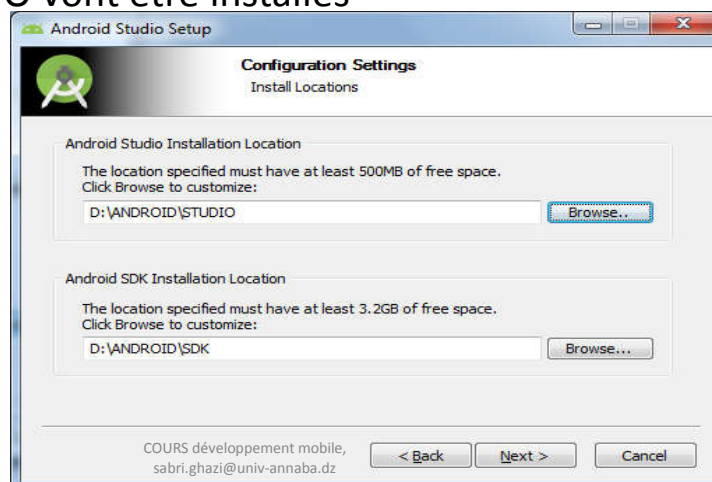 O vont être installés
Android Studio Setup
Configuration Settings
Install Locations
Android Studio Installation Location
The location specified must have at least 500MB of free space.
Click Browse to customize:
D:\ANDROID\STUDIO
Browse..
Android SDK Installation Location
The location specified must have at least 3.2GB of free space.
Click Browse to customize:
D:\ANDROID\SDK
Browse...
COURS développement mobile,
sabri.ghazi@univ-annaba.dz
< Back
Next >
Cancel